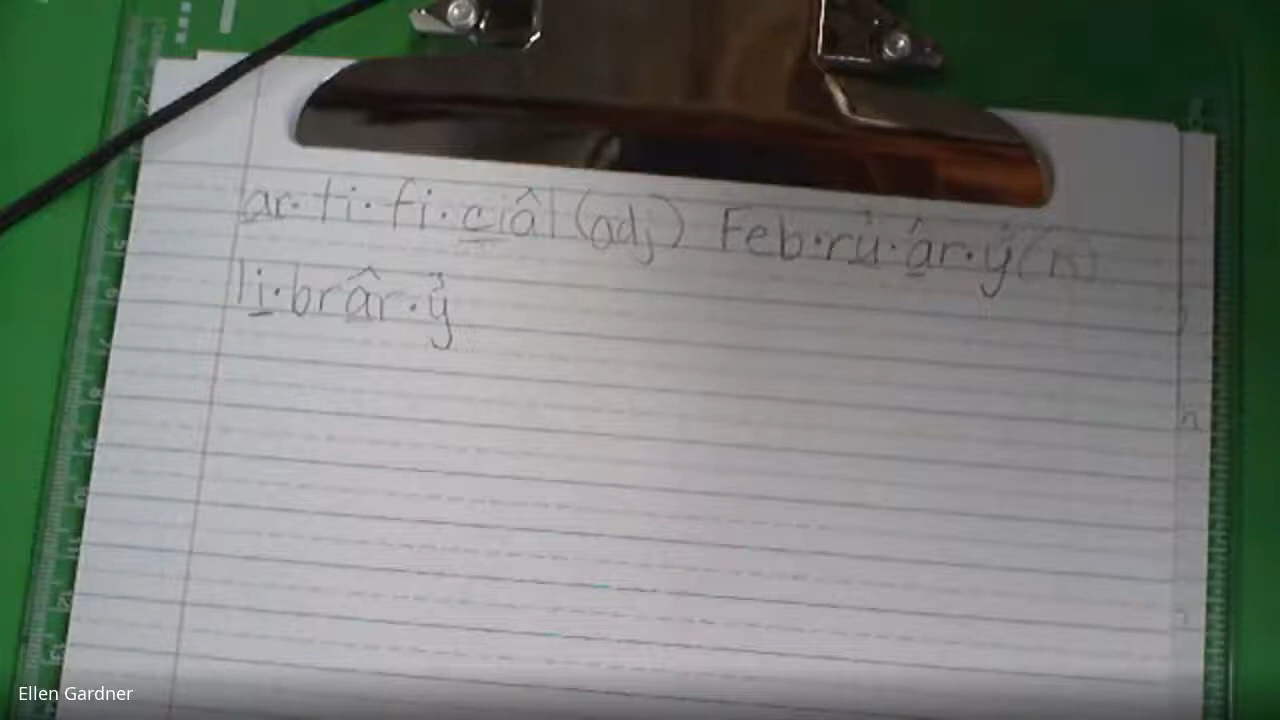 ar·ti·fi·ciâl (adj) Feb·ru̇·âr·ẏ (n)
li·brâr·ẏ
Ellen Gardner